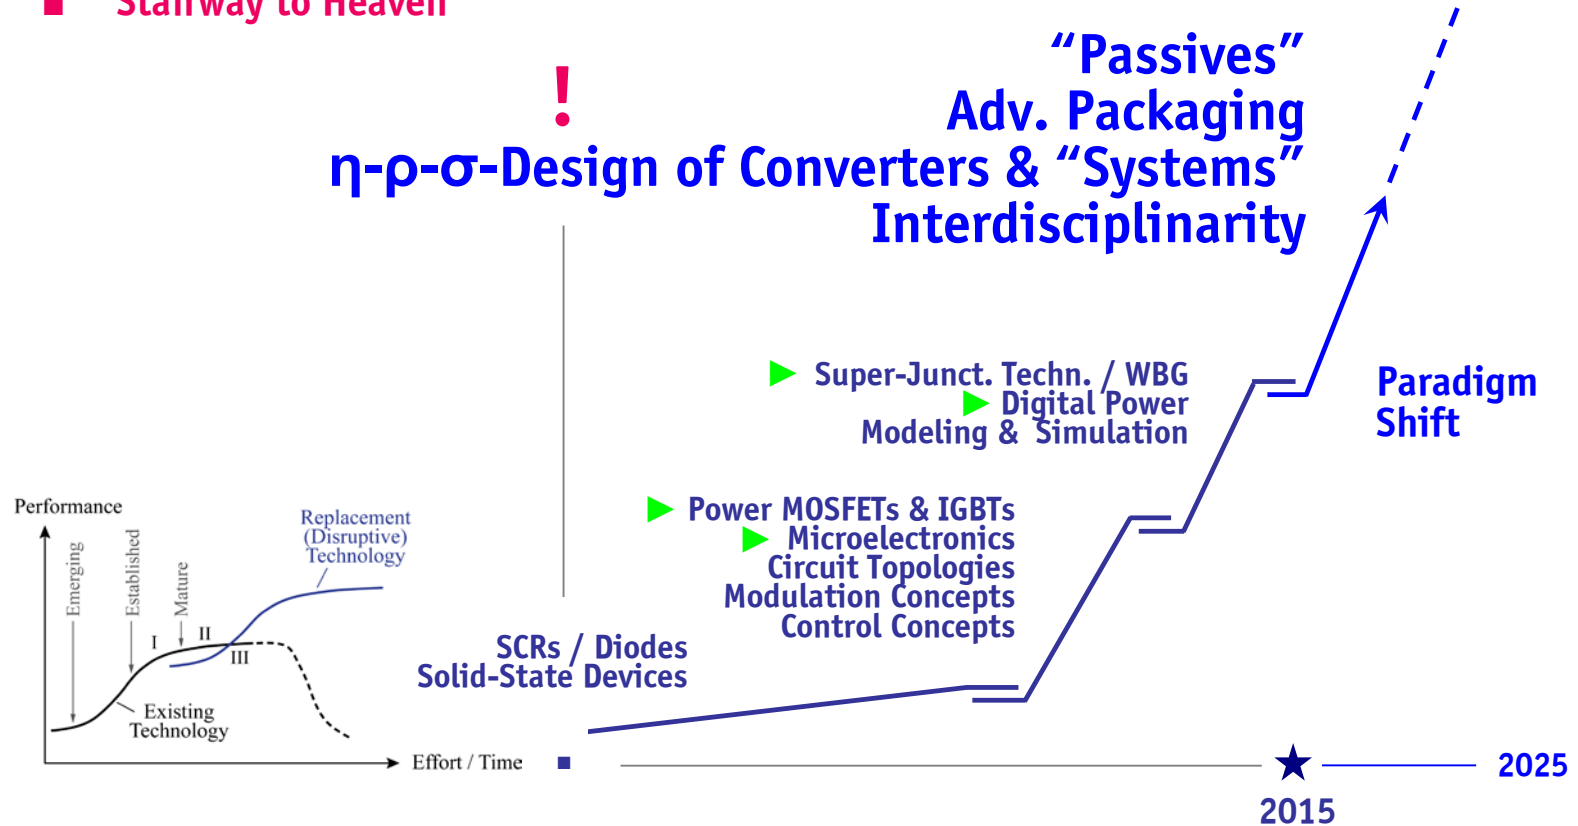 Stairway to Heaven
!
“Passives”
Adv. Packaging
η-ρ-σ-Design of Converters & “Systems”
Interdisciplinarity
Super-Junct. Techn. / WBG
Digital Power
Modeling & Simulation
Paradigm
Shift
Power MOSFETs & IGBTs
Microelectronics
Circuit Topologies
Modulation Concepts
Control Concepts
SCRs / Diodes
Solid-State Devices
Performance
Emerging
Established
Mature
Replacement
(Disruptive)
Technology
I
II
III
Existing
Technology
Effort / Time
2015
2025